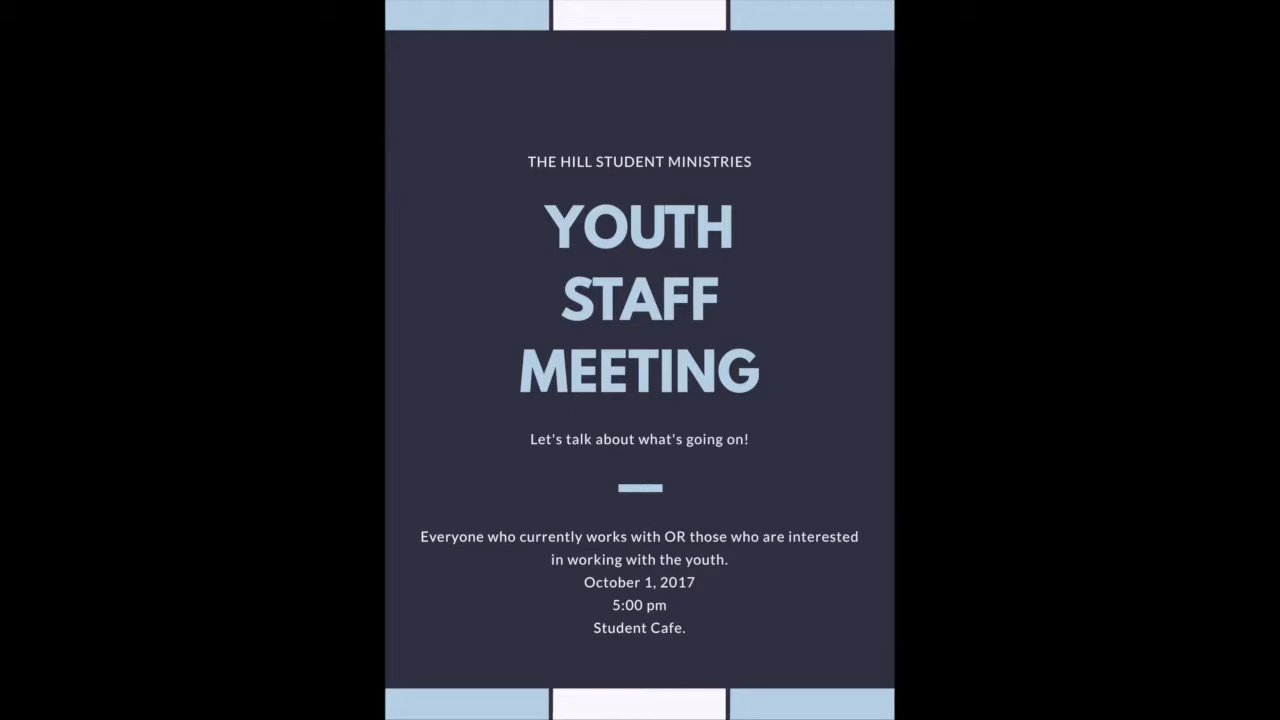 THE HILL STUDENT MINISTRIES
YOUTH
STAFF
MEETING
Let's talk about what's going on!
Everyone who currently works with OR those who are interested
in working with the youth.
October 1, 2017
5:00 pm
Student Cafe.